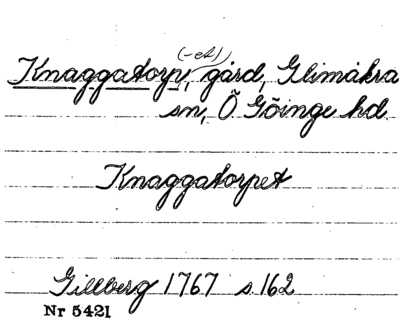 (-et)
Knaggatorp, gård, Glimåkra
sn, Ö Göinge hd
Knaggatorpet
Gillberg 1767 s. 162
Nr 5421